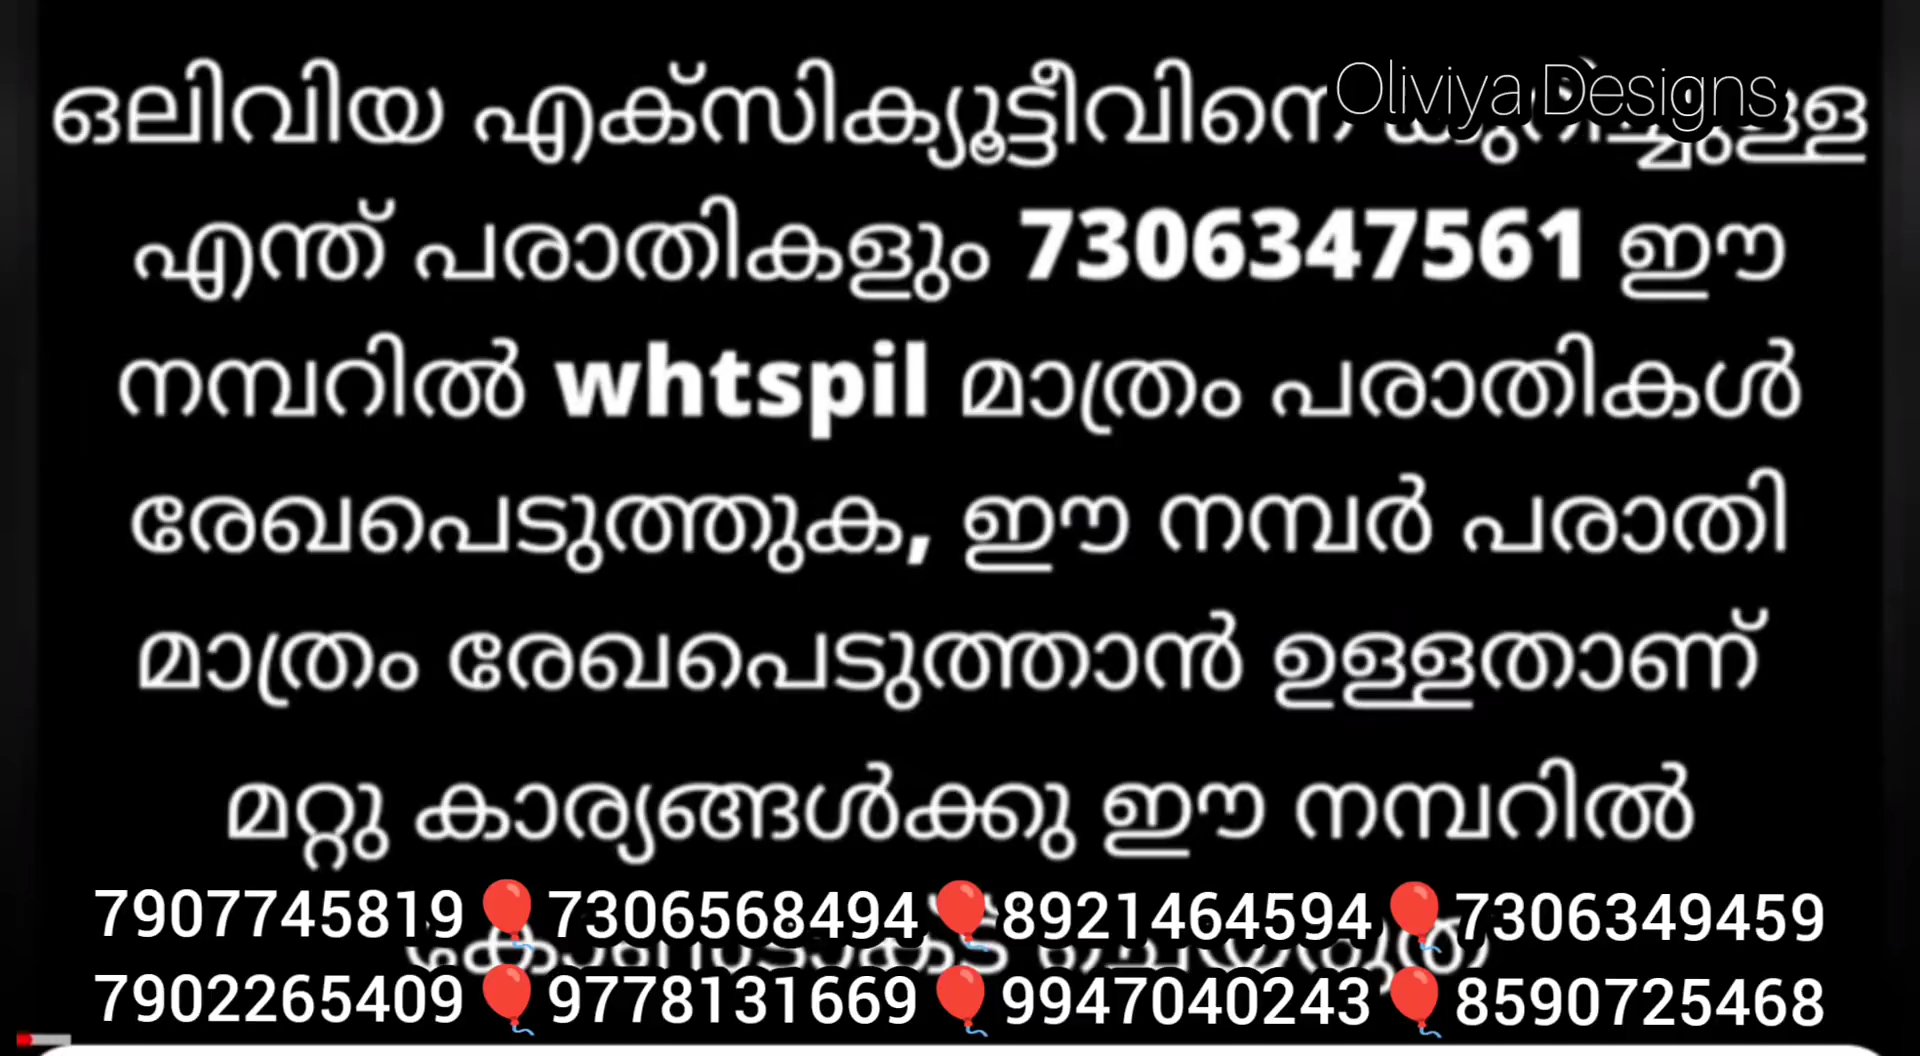 Oliviya Designs
ഒലിവിയ എക്സിക്യൂട്ടീവിനെ കുറിച്ചുള്ള
എന്ത് പരാതികളും 7306347561 ഈ
നമ്പറിൽ whtspil മാത്രം പരാതികൾ
രേഖപെടുത്തുക, ഈ നമ്പർ പരാതി
മാത്രം രേഖപെടുത്താൻ ഉള്ളതാണ്
മറ്റു കാര്യങ്ങൾക്കു ഈ നമ്പറിൽ
7907745819🎈7306568494🎈8921464594🎈7306349459
7902265409🎈9778131669🎈9947040243🎈8590725468